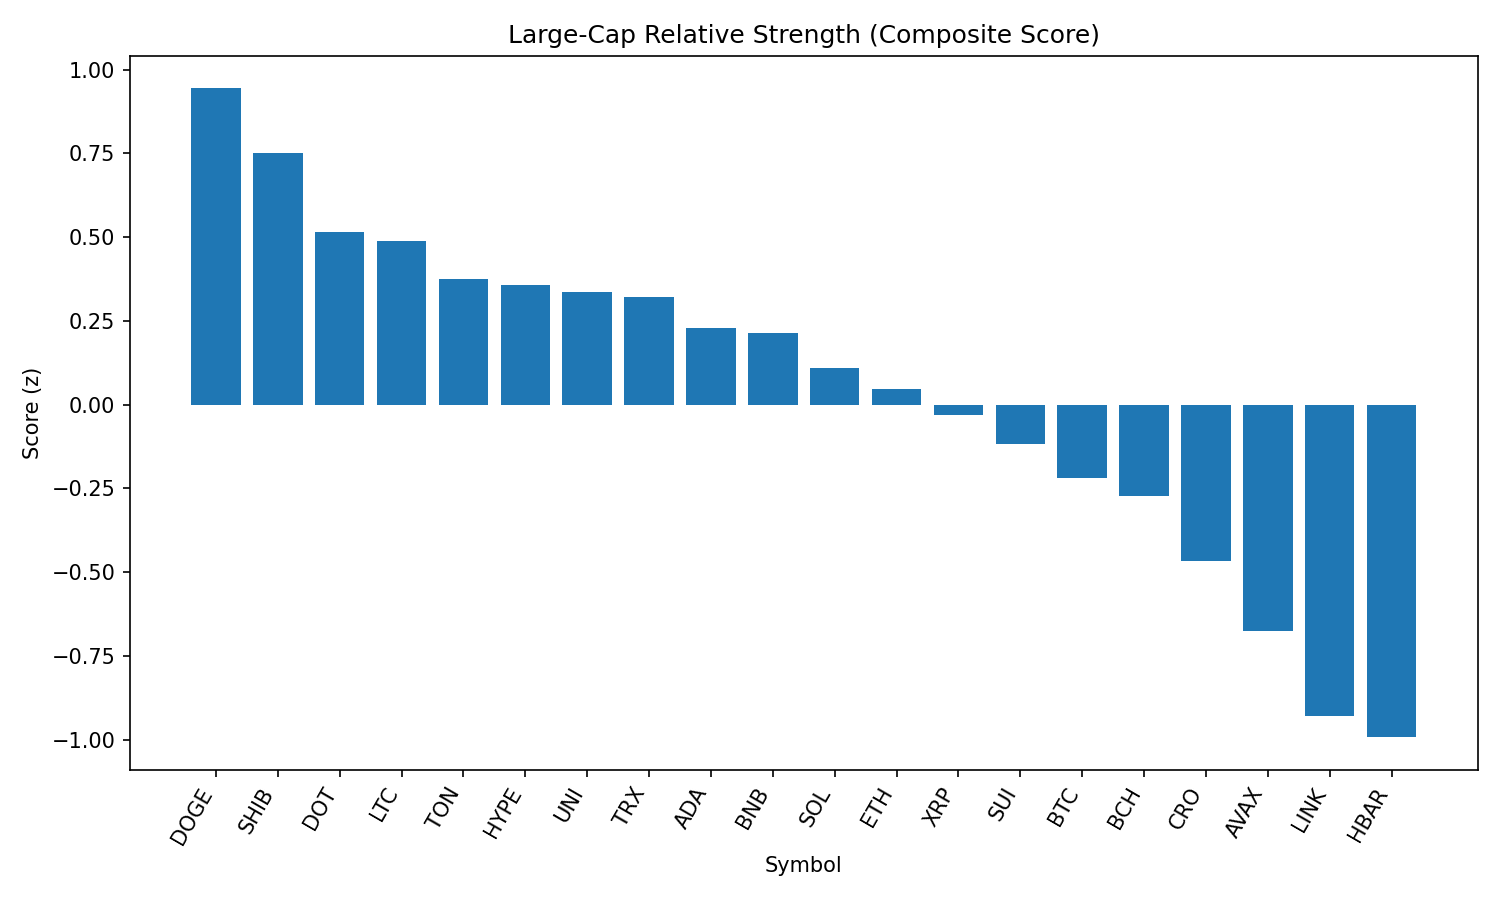 Large-Cap Relative Strength (Composite Score)
1.00
0.75
0.50
0.25
0.00
−0.25
−0.50
−0.75
−1.00
Score (z)
DOGE
SHIB
DOT
LTC
TON
HYPE
UNI
TRX
ADA
BNB
SOL
ETH
XRP
SUI
BTC
BCH
CRO
AVAX
LINK
HBAR
Symbol